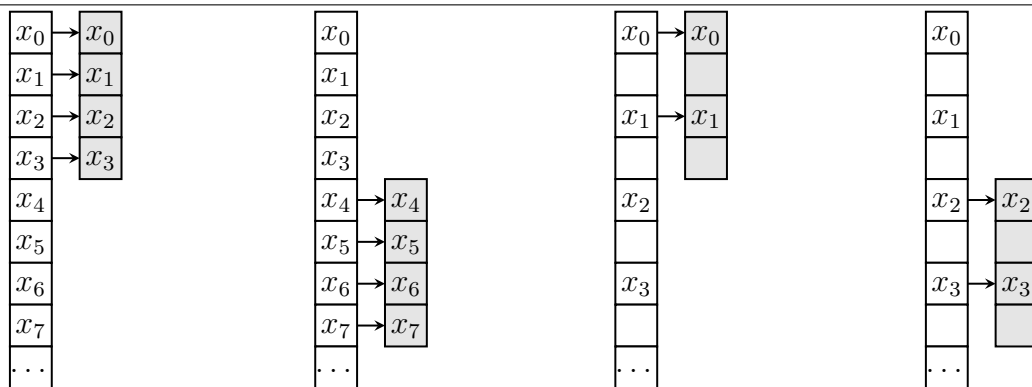 x₀ x₀ x₀ x₀ x₀ x₀
x₁ x₁ x₁
x₂ x₂ x₂ x₁ x₁ x₁
x₃ x₃ x₃
x₄ x₄ x₄ x₂ x₂ x₂
x₅ x₅ x₅
x₆ x₆ x₆ x₃ x₃ x₃
x₇ x₇ x₇
... ... ... ...